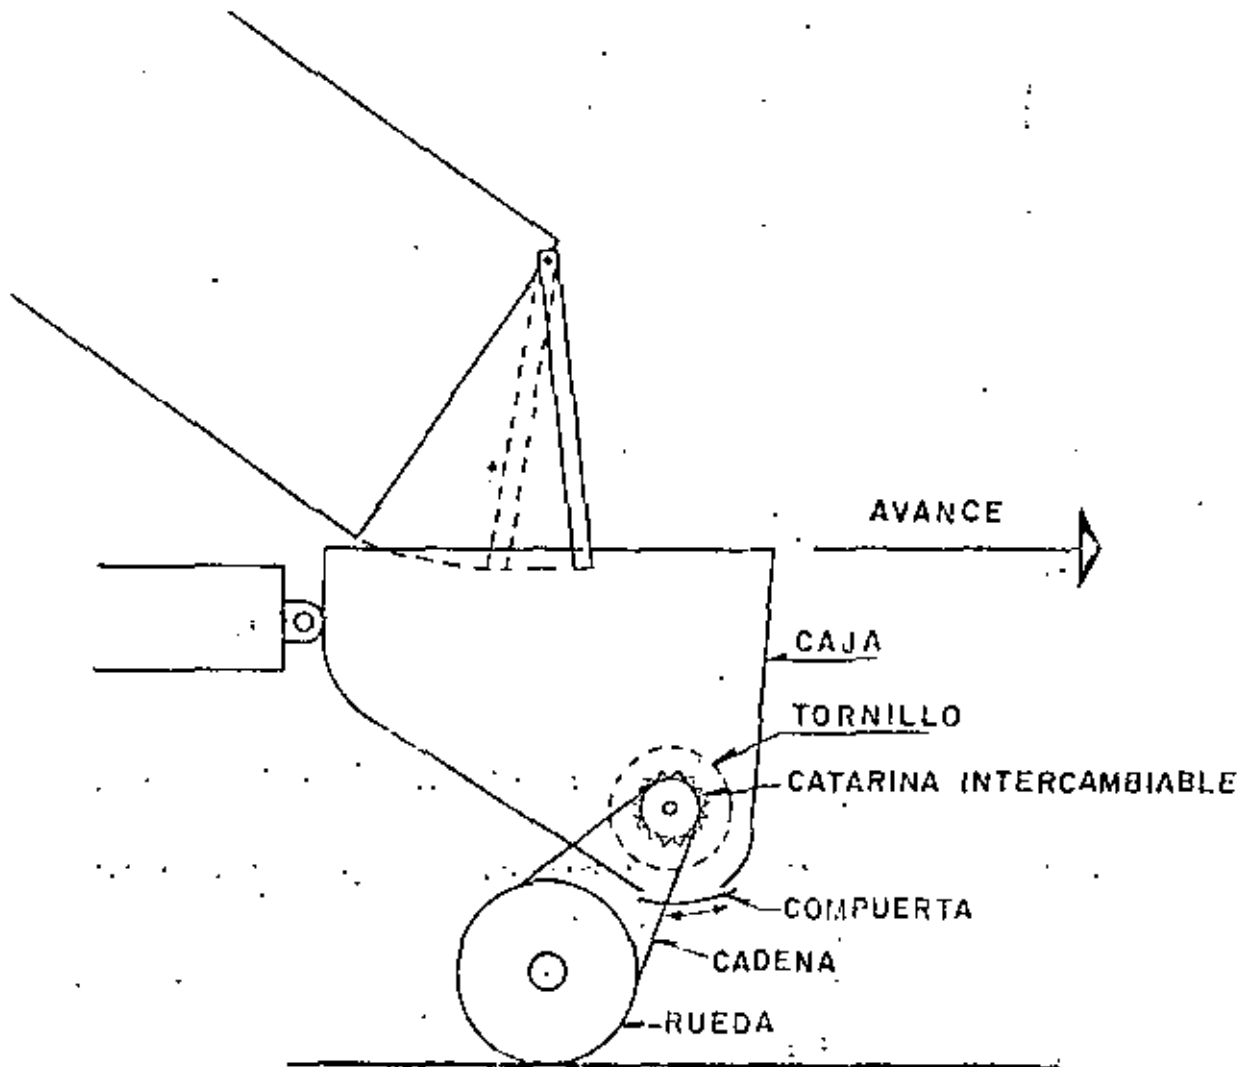 AVANCE
CAJA
TORNILLO
CATARINA INTERCAMBIABLE
COMPUERTA
CADENA
RUEDA